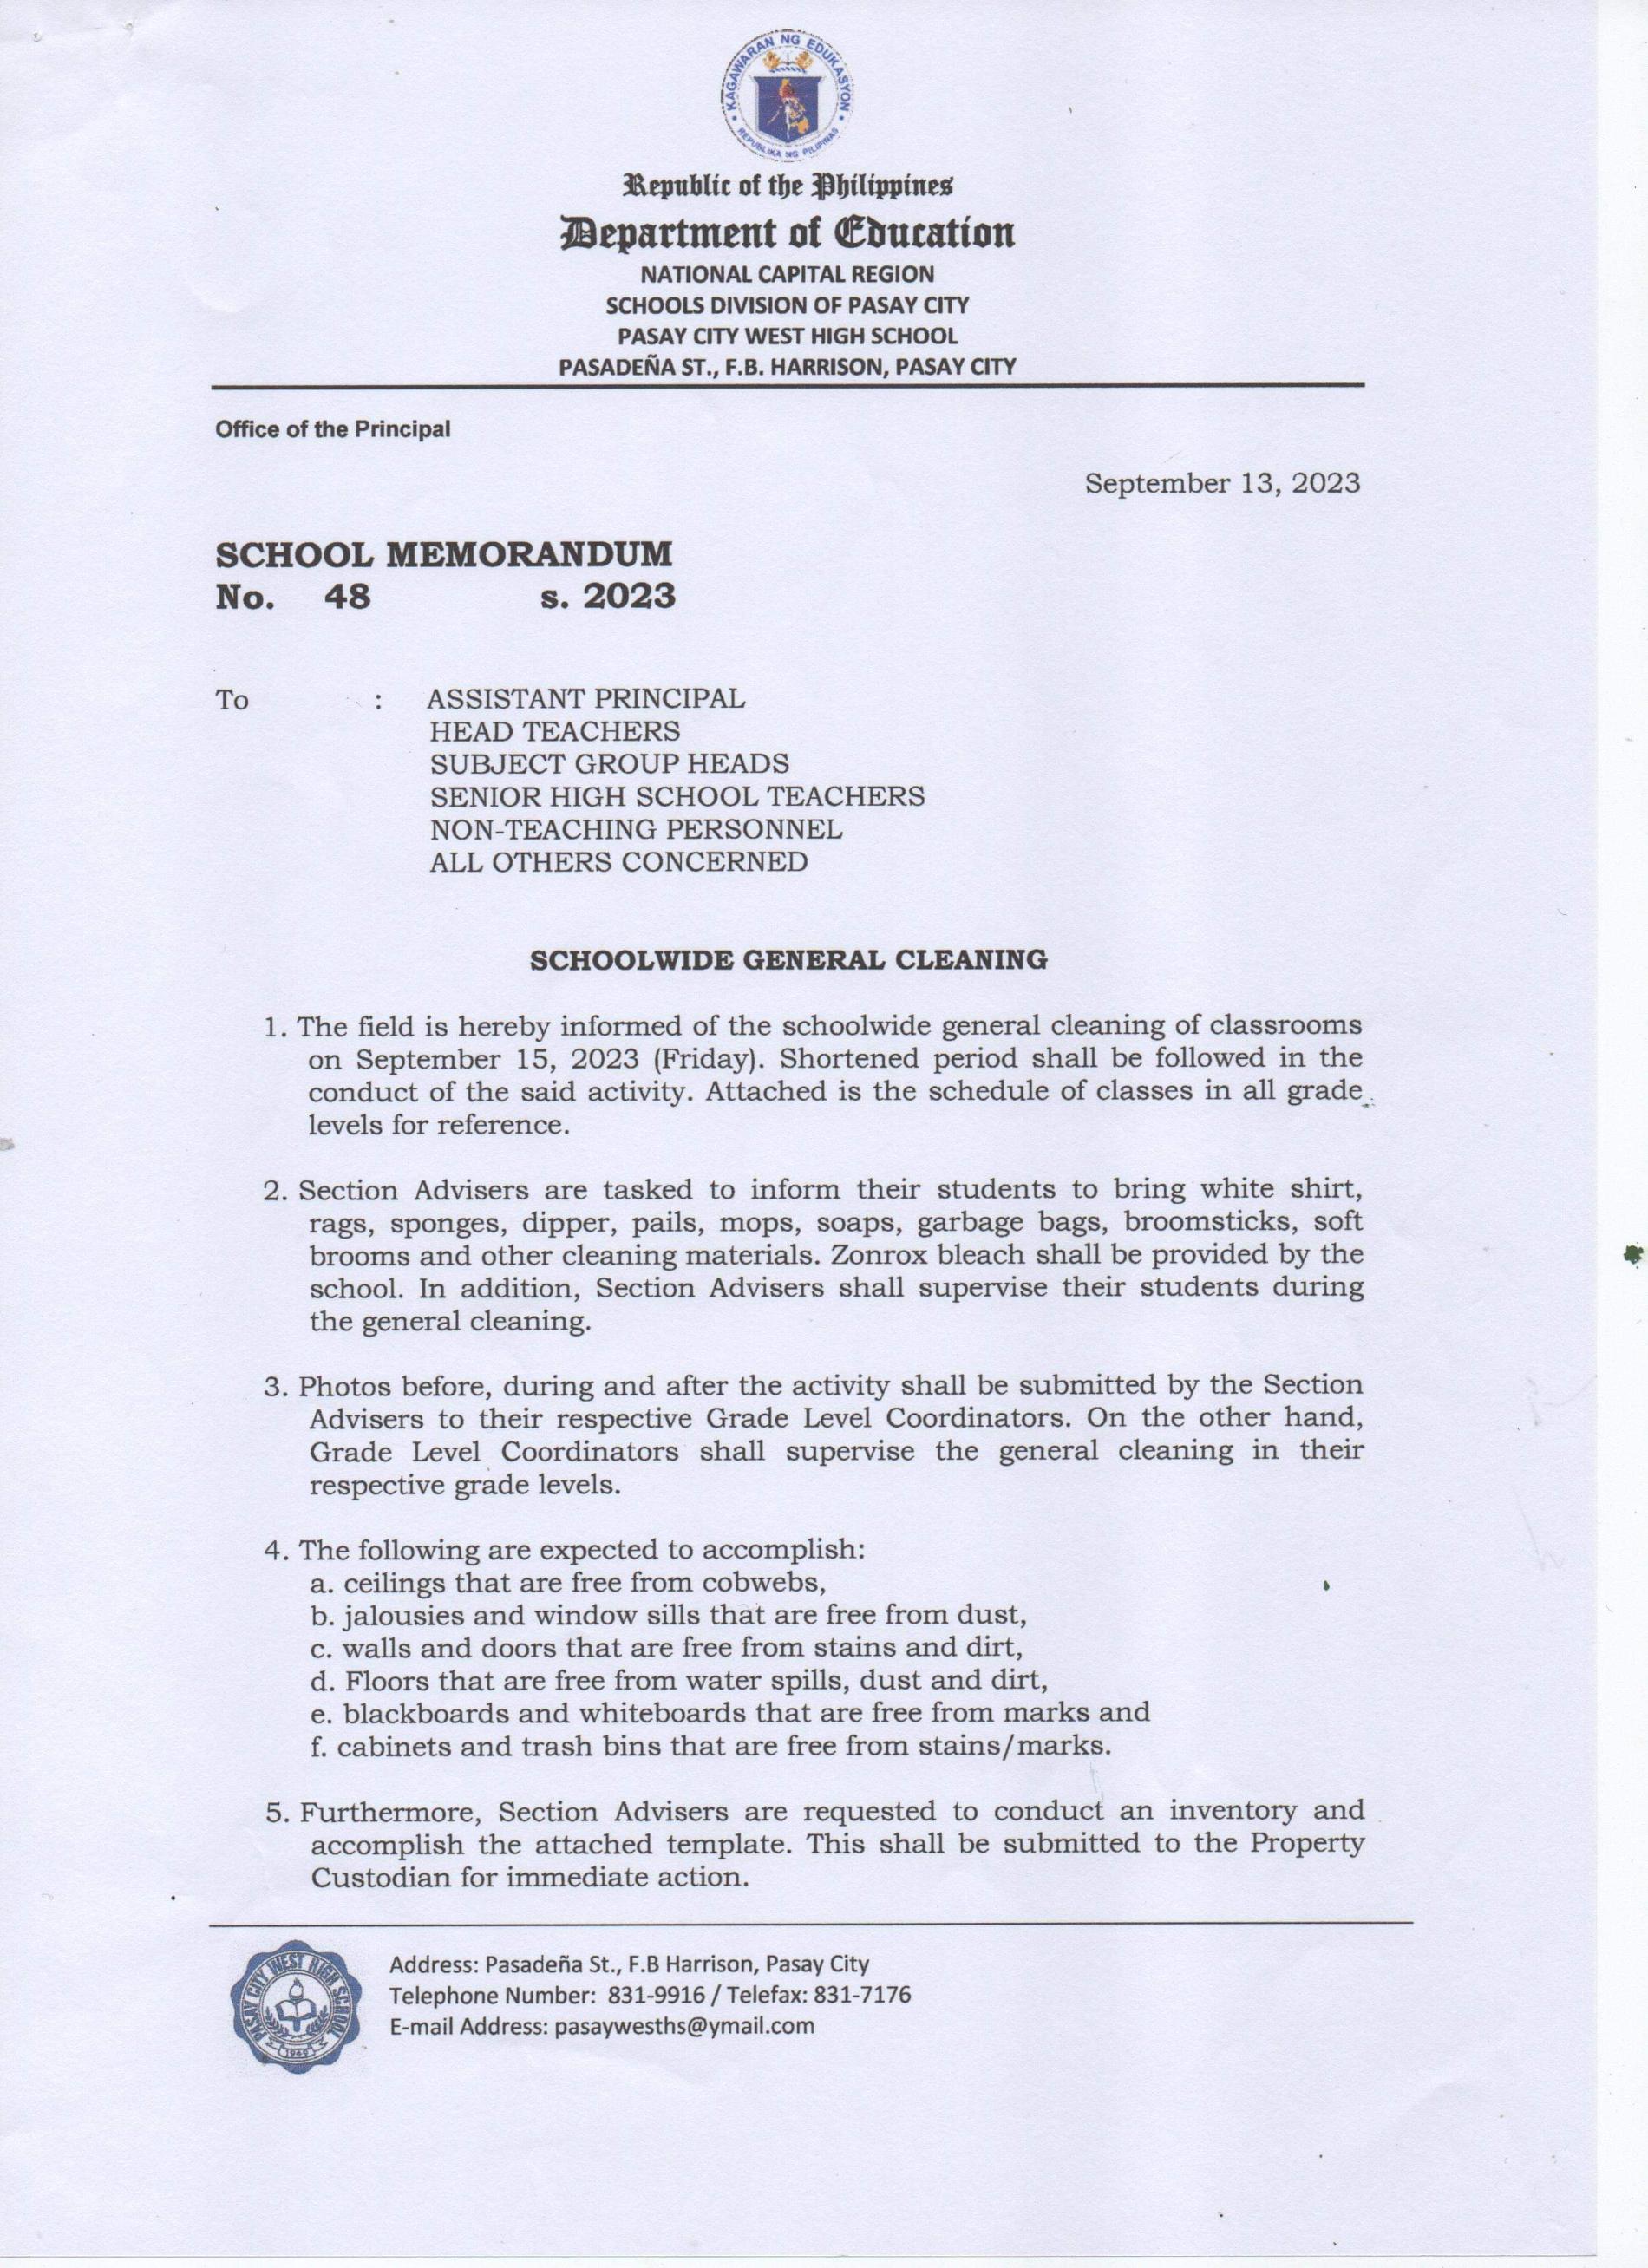 KAGAWARAN NG EDUKASYON
REPUBLIKA NG PILIPINAS
Republic of the Philippines
Department of Education
NATIONAL CAPITAL REGION
SCHOOLS DIVISION OF PASAY CITY
PASAY CITY WEST HIGH SCHOOL
PASADEÑA ST., F.B. HARRISON, PASAY CITY
Office of the Principal
September 13, 2023
SCHOOL MEMORANDUM
No. 48 s. 2023
To : ASSISTANT PRINCIPAL
HEAD TEACHERS
SUBJECT GROUP HEADS
SENIOR HIGH SCHOOL TEACHERS
NON-TEACHING PERSONNEL
ALL OTHERS CONCERNED
SCHOOLWIDE GENERAL CLEANING
1. The field is hereby informed of the schoolwide general cleaning of classrooms
on September 15, 2023 (Friday). Shortened period shall be followed in the
conduct of the said activity. Attached is the schedule of classes in all grade
levels for reference.
2. Section Advisers are tasked to inform their students to bring white shirt,
rags, sponges, dipper, pails, mops, soaps, garbage bags, broomsticks, soft
brooms and other cleaning materials. Zonrox bleach shall be provided by the
school. In addition, Section Advisers shall supervise their students during
the general cleaning.
3. Photos before, during and after the activity shall be submitted by the Section
Advisers to their respective Grade Level Coordinators. On the other hand,
Grade Level Coordinators shall supervise the general cleaning in their
respective grade levels.
4. The following are expected to accomplish:
a. ceilings that are free from cobwebs,
b. jalousies and window sills that are free from dust,
c. walls and doors that are free from stains and dirt,
d. Floors that are free from water spills, dust and dirt,
e. blackboards and whiteboards that are free from marks and
f. cabinets and trash bins that are free from stains/marks.
5. Furthermore, Section Advisers are requested to conduct an inventory and
accomplish the attached template. This shall be submitted to the Property
Custodian for immediate action.
PASAY CITY WEST HIGH SCHOOL
1949
Address: Pasadeña St., F.B Harrison, Pasay City
Telephone Number: 831-9916 / Telefax: 831-7176
E-mail Address: pasaywesths@ymail.com